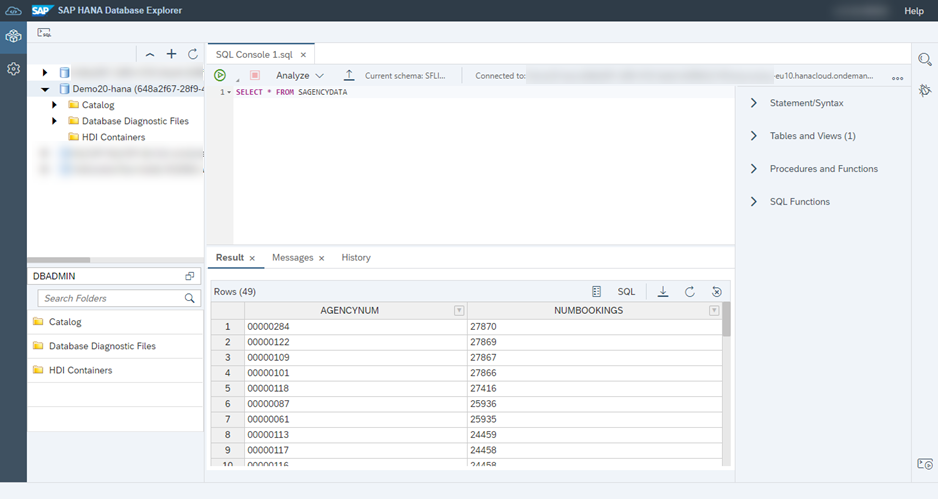 SAP SAP HANA Database Explorer
Help
Demo20-hana (648a2f67-28f9-4
Catalog
Database Diagnostic Files
HDI Containers
DBADMIN
Search Folders
Catalog
Database Diagnostic Files
HDI Containers
SQL Console 1.sql ×
Analyze
Current schema: SFLI...
Connected to:
-eu10.hanacloud.ondeman...
1 SELECT * FROM SAGENCYDATA
Statement/Syntax
Tables and Views (1)
Procedures and Functions
SQL Functions
Result × Messages × History
Rows (49) SQL
AGENCYNUM NUMBOOKINGS
1 00000284 27870
2 00000122 27869
3 00000109 27867
4 00000101 27866
5 00000118 27416
6 00000087 25936
7 00000061 25935
8 00000113 24459
9 00000117 24458
10 00000116 24458